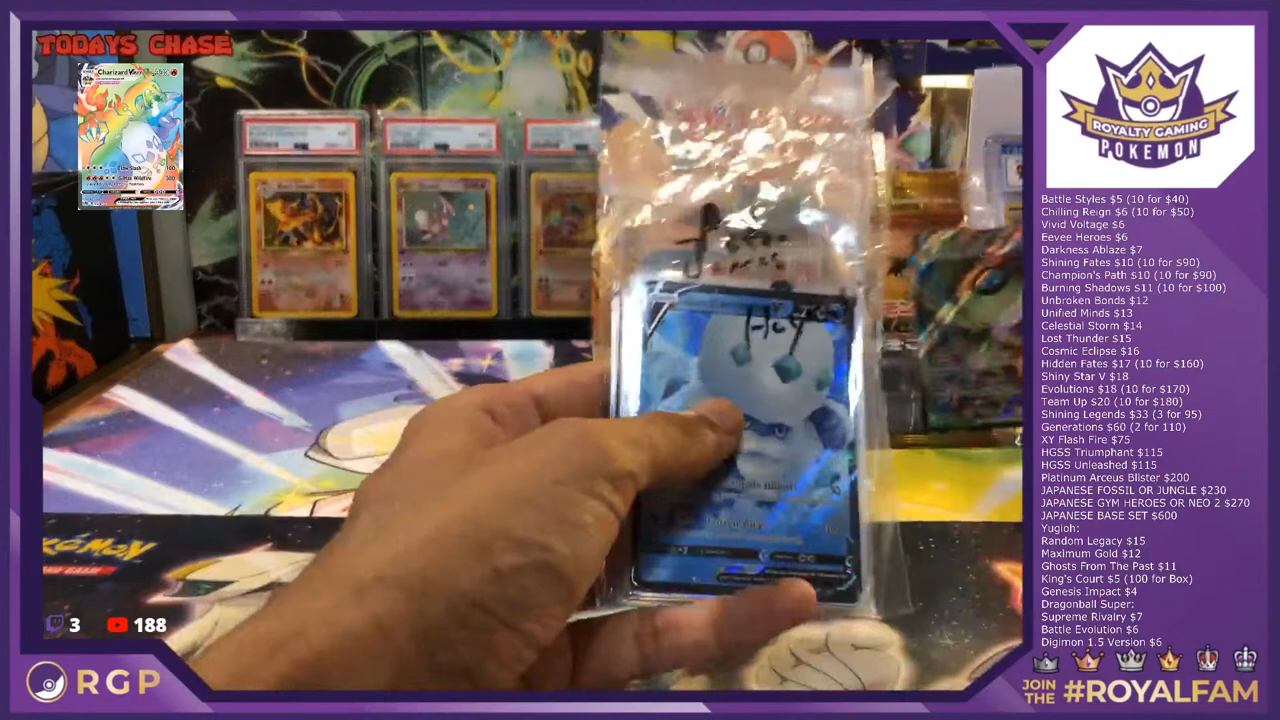 TODAYS CHASE
Charizard
G-Max Wildfire 300
ROYALTY GAMING
POKEMON
Battle Styles $5 (10 for $40)
Chilling Reign $6 (10 for $50)
Vivid Voltage $6
Eevee Heroes $6
Darkness Ablaze $7
Shining Fates $10 (10 for $90)
Champion's Path $10 (10 for $90)
Burning Shadows $11 (10 for $100)
Unbroken Bonds $12
Unified Minds $13
Celestial Storm $14
Lost Thunder $15
Cosmic Eclipse $16
Hidden Fates $17 (10 for $160)
Shiny Star V $18
Evolutions $18 (10 for $170)
Team Up $20 (10 for $180)
Shining Legends $33 (3 for 95)
Generations $60 (2 for 110)
XY Flash Fire $75
HGSS Triumphant $115
HGSS Unleashed $115
Platinum Arceus Blister $200
JAPANESE FOSSIL OR JUNGLE $230
JAPANESE GYM HEROES OR NEO 2 $270
JAPANESE BASE SET $600
Yugioh:
Random Legacy $15
Maximum Gold $12
Ghosts From The Past $11
King's Court $5 (100 for Box)
Genesis Impact $4
Dragonball Super:
Supreme Rivalry $7
Battle Evolution $6
Digimon 1.5 Version $6
3 188
RGP
JOIN THE #ROYALFAM